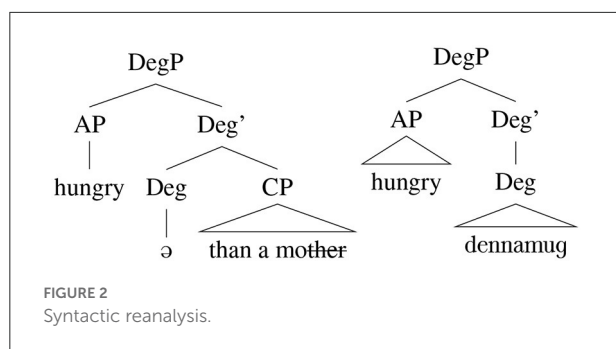 DegP
AP Deg’
hungry Deg CP
ə than a mother
DegP
AP Deg’
hungry Deg
dennamug
FIGURE 2
Syntactic reanalysis.